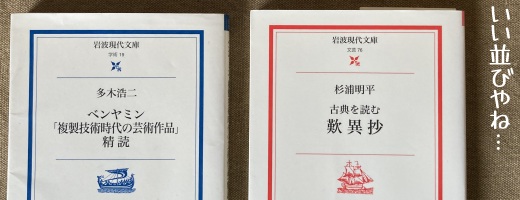 岩波現代文庫
学術 19
多木浩二
ベンヤミン
「複製技術時代の芸術作品」
精読
岩波現代文庫
文芸 76
杉浦明平
古典を読む
歎異抄
いい並びやね…